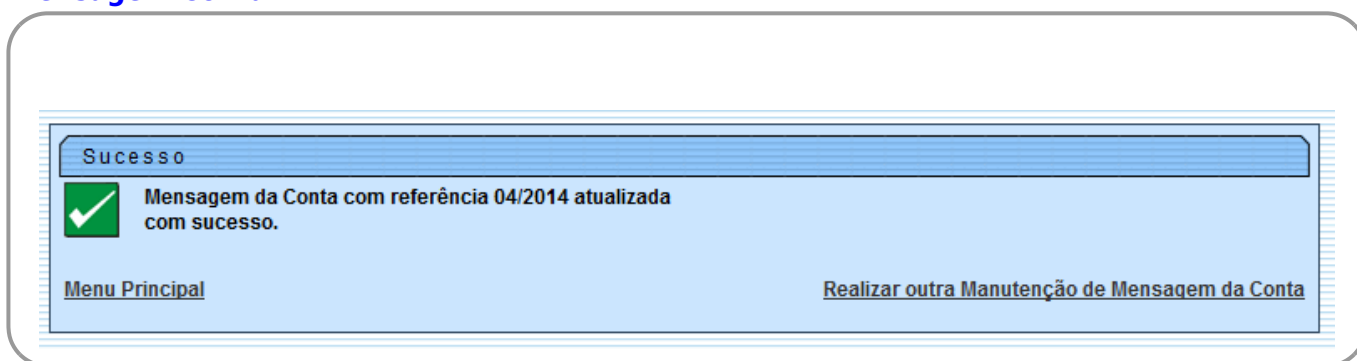 Sucesso
Mensagem da Conta com referência 04/2014 atualizada
com sucesso.
Menu Principal
Realizar outra Manutenção de Mensagem da Conta